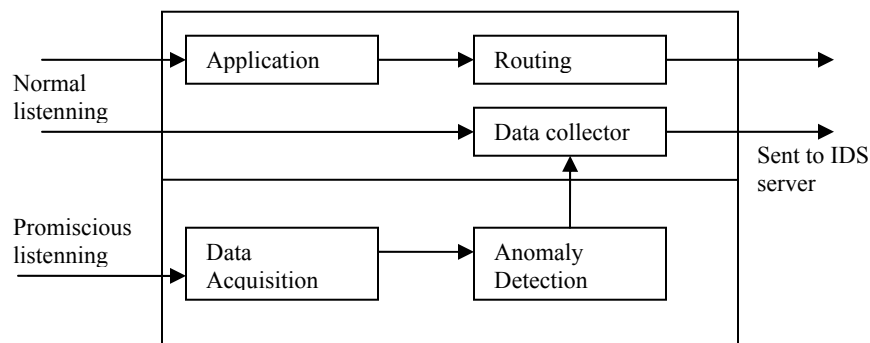 Application
Routing
Normal
listenning
Data collector
Sent to IDS
server
Promiscious
listenning
Data
Acquisition
Anomaly
Detection